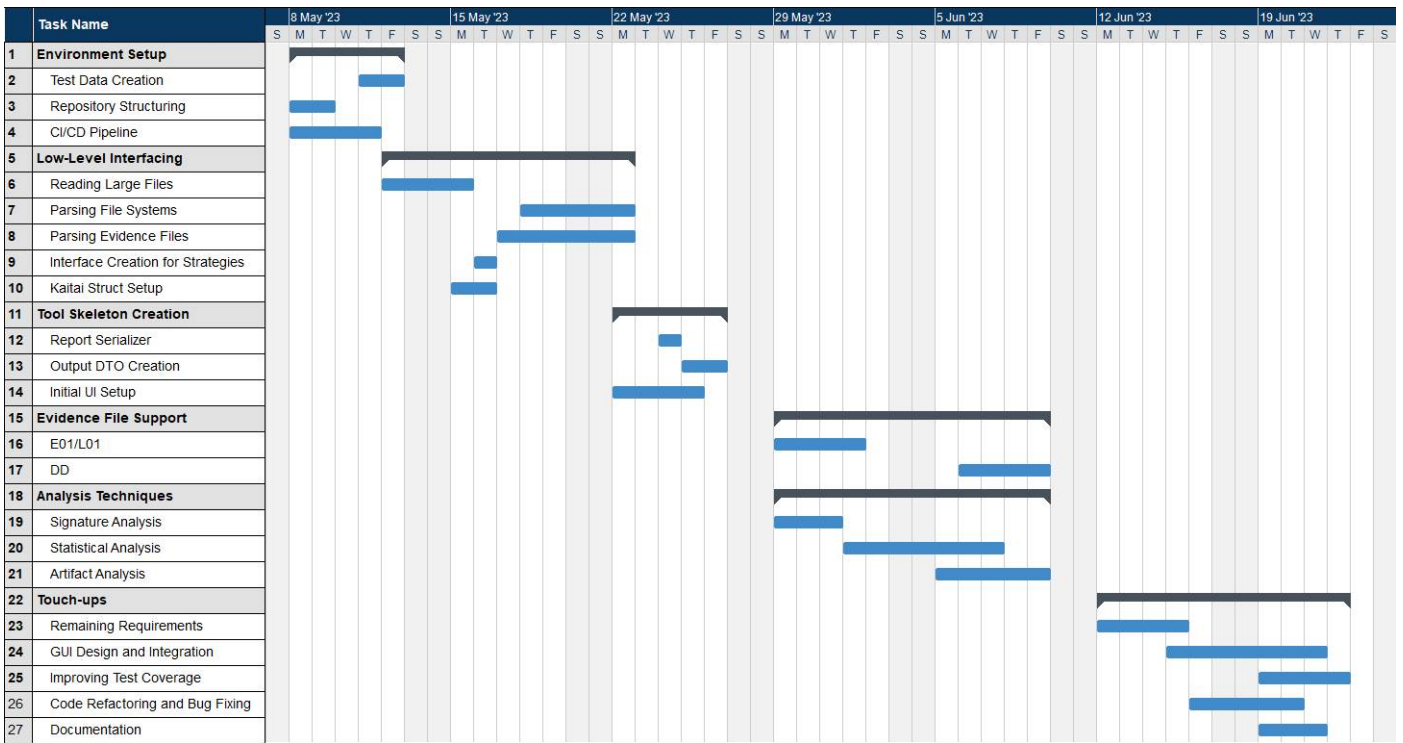 Task Name
8 May '23 15 May '23 22 May '23 29 May '23 5 Jun '23 12 Jun '23 19 Jun '23
S M T W T F S S M T W T F S S M T W T F S S M T W T F S S M T W T F S S M T W T F S S M T W T F S
1 Environment Setup
2 Test Data Creation
3 Repository Structuring
4 CI/CD Pipeline
5 Low-Level Interfacing
6 Reading Large Files
7 Parsing File Systems
8 Parsing Evidence Files
9 Interface Creation for Strategies
10 Kaitai Struct Setup
11 Tool Skeleton Creation
12 Report Serializer
13 Output DTO Creation
14 Initial UI Setup
15 Evidence File Support
16 E01/L01
17 DD
18 Analysis Techniques
19 Signature Analysis
20 Statistical Analysis
21 Artifact Analysis
22 Touch-ups
23 Remaining Requirements
24 GUI Design and Integration
25 Improving Test Coverage
26 Code Refactoring and Bug Fixing
27 Documentation